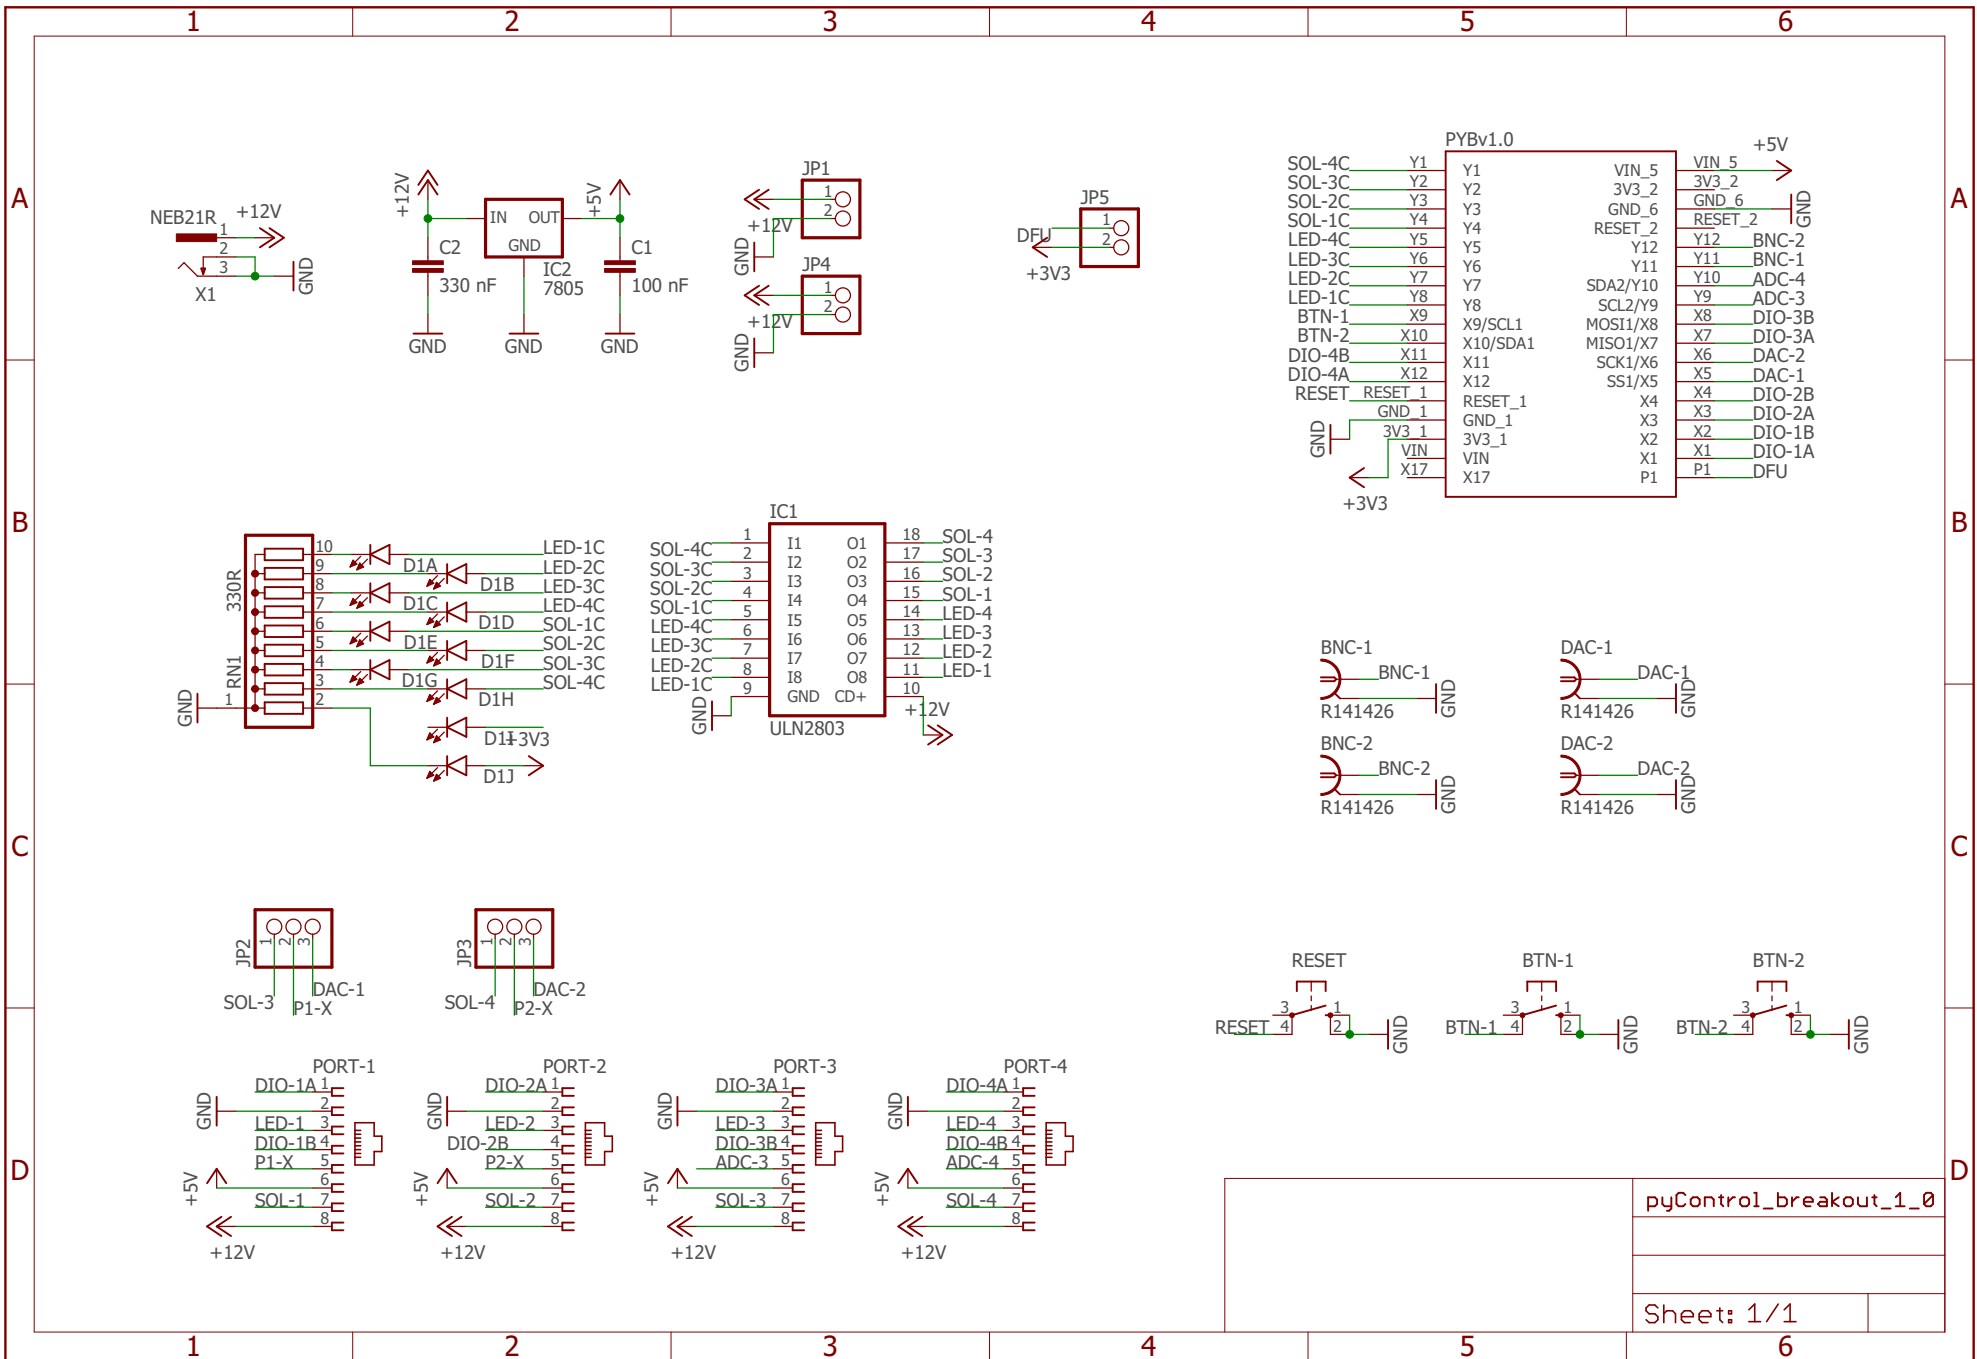 1 2 3 4 5 6
A A
B B
C C
D D
NEB21R
+12V
1
2
3
X1
GND
+12V
IN OUT
GND
IC2
7805
C2
330 nF
+5V
C1
100 nF
GND
GND
GND
JP1
1
2
+12V
GND
JP4
1
2
+12V
GND
JP5
1
2
DFU
+3V3
PYBv1.0
SOL-4C Y1 Y1
SOL-3C Y2 Y2
SOL-2C Y3 Y3
SOL-1C Y4 Y4
LED-4C Y5 Y5
LED-3C Y6 Y6
LED-2C Y7 Y7
LED-1C Y8 Y8
BTN-1 X9 X9/SCL1
BTN-2 X10 X10/SDA1
DIO-4B X11 X11
DIO-4A X12 X12
RESET RESET_1 RESET_1
GND GND_1 GND_1
3V3_1 3V3_1
VIN VIN
X17 X17
+3V3
+5V
VIN_5 VIN_5
3V3_2 3V3_2
GND_6 GND_6 GND
RESET_2 RESET_2
Y12 Y12 BNC-2
Y11 Y11 BNC-1
SDA2/Y10 Y10 ADC-4
SCL2/Y9 Y9 ADC-3
MOSI1/X8 X8 DIO-3B
MISO1/X7 X7 DIO-3A
SCK1/X6 X6 DAC-2
SS1/X5 X5 DAC-1
X4 X4 DIO-2B
X3 X3 DIO-2A
X2 X2 DIO-1B
X1 X1 DIO-1A
P1 P1 DFU
330R
RN1
GND 1
10 D1A LED-1C
9 D1B LED-2C
8 D1C LED-3C
7 D1D LED-4C
6 D1E SOL-1C
5 D1F SOL-2C
4 D1G SOL-3C
3 D1H SOL-4C
2
D1I +3V3
D1J
IC1
SOL-4C 1 I1 O1 18 SOL-4
SOL-3C 2 I2 O2 17 SOL-3
SOL-2C 3 I3 O3 16 SOL-2
SOL-1C 4 I4 O4 15 SOL-1
LED-4C 5 I5 O5 14 LED-4
LED-3C 6 I6 O6 13 LED-3
LED-2C 7 I7 O7 12 LED-2
LED-1C 8 I8 O8 11 LED-1
GND 9 GND CD+ 10 +12V
ULN2803
BNC-1
BNC-1
GND
R141426
DAC-1
DAC-1
GND
R141426
BNC-2
BNC-2
GND
R141426
DAC-2
DAC-2
GND
R141426
JP2
1 2 3
SOL-3 P1-X DAC-1
JP3
1 2 3
SOL-4 P2-X DAC-2
RESET
3 1
RESET 4 2 GND
BTN-1
3 1
BTN-1 4 2 GND
BTN-2
3 1
BTN-2 4 2 GND
PORT-1
DIO-1A 1
GND 2
LED-1 3
DIO-1B 4
P1-X 5
+5V 6
SOL-1 7
8
+12V
PORT-2
DIO-2A 1
GND 2
LED-2 3
DIO-2B 4
P2-X 5
+5V 6
SOL-2 7
8
+12V
PORT-3
DIO-3A 1
GND 2
LED-3 3
DIO-3B 4
ADC-3 5
+5V 6
SOL-3 7
8
+12V
PORT-4
DIO-4A 1
GND 2
LED-4 3
DIO-4B 4
ADC-4 5
+5V 6
SOL-4 7
8
+12V
pyControl_breakout_1_0
Sheet: 1/1
1 2 3 4 5 6